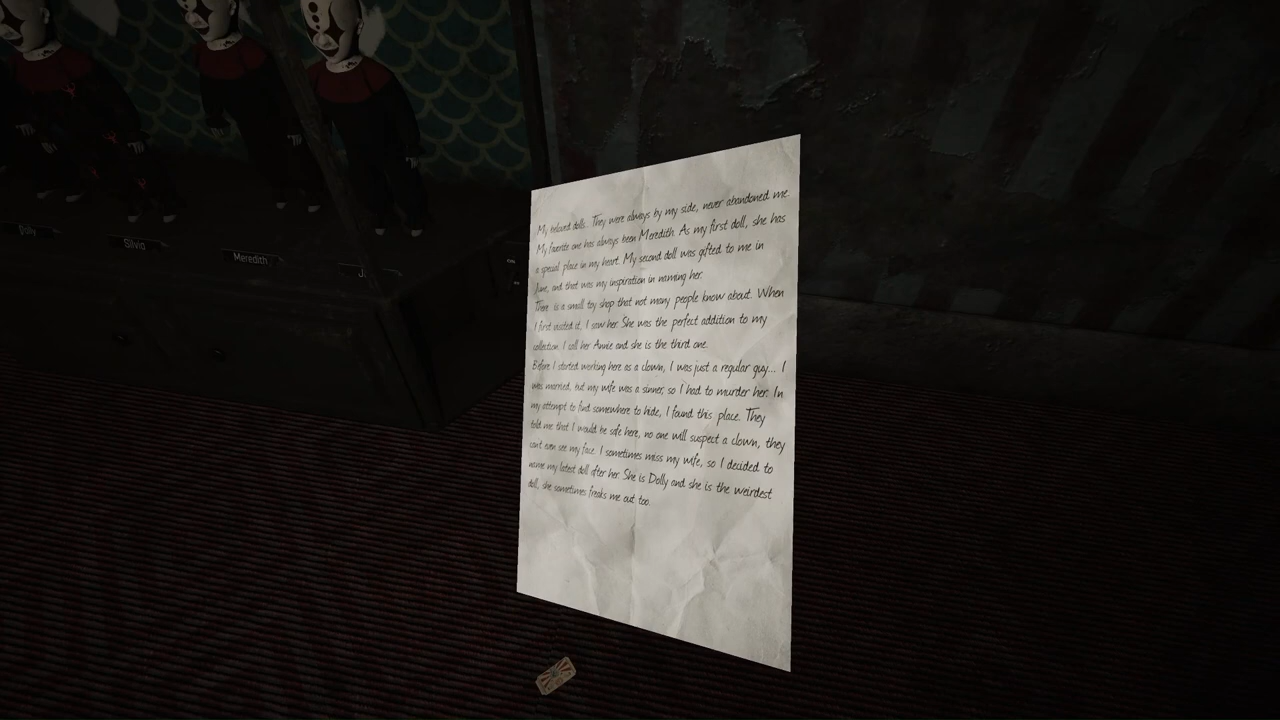 My beloved dolls... They were always by my side, never abandoned me.
My favorite one has always been Meredith. As my first doll, she has
a special place in my heart. My second doll was gifted to me in
June, and that was my inspiration in naming her.
There is a small toy shop that not many people know about. When
I first visited it, I saw her. She was the perfect addition to my
collection. I call her Annie and she is the third one.
Before I started working here as a clown, I was just a regular guy... I
was married, but my wife was a sinner, so I had to murder her. In
my attempt to find somewhere to hide, I found this place. They
told me that I would be safe here, no one will suspect a clown, they
can't even see my face. I sometimes miss my wife, so I decided to
name my latest doll after her. She is Dolly and she is the weirdest
doll, she sometimes freaks me out too.
Dolly
Silvia
Meredith